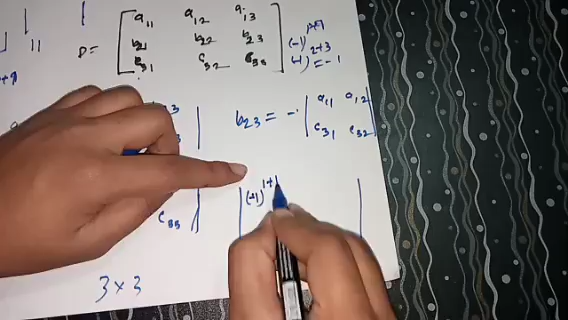 a₁₁ a₁₂ a₁₃
D = b₂₁ b₂₂ b₂₃
c₃₁ c₃₂ c₃₃
(-1)
(-1)²⁺³ = -1
b₂₃ = - | a₁₁ a₁₂
c₃₁ c₃₂ |
c₃₃
(-1)¹⁺¹
3 × 3